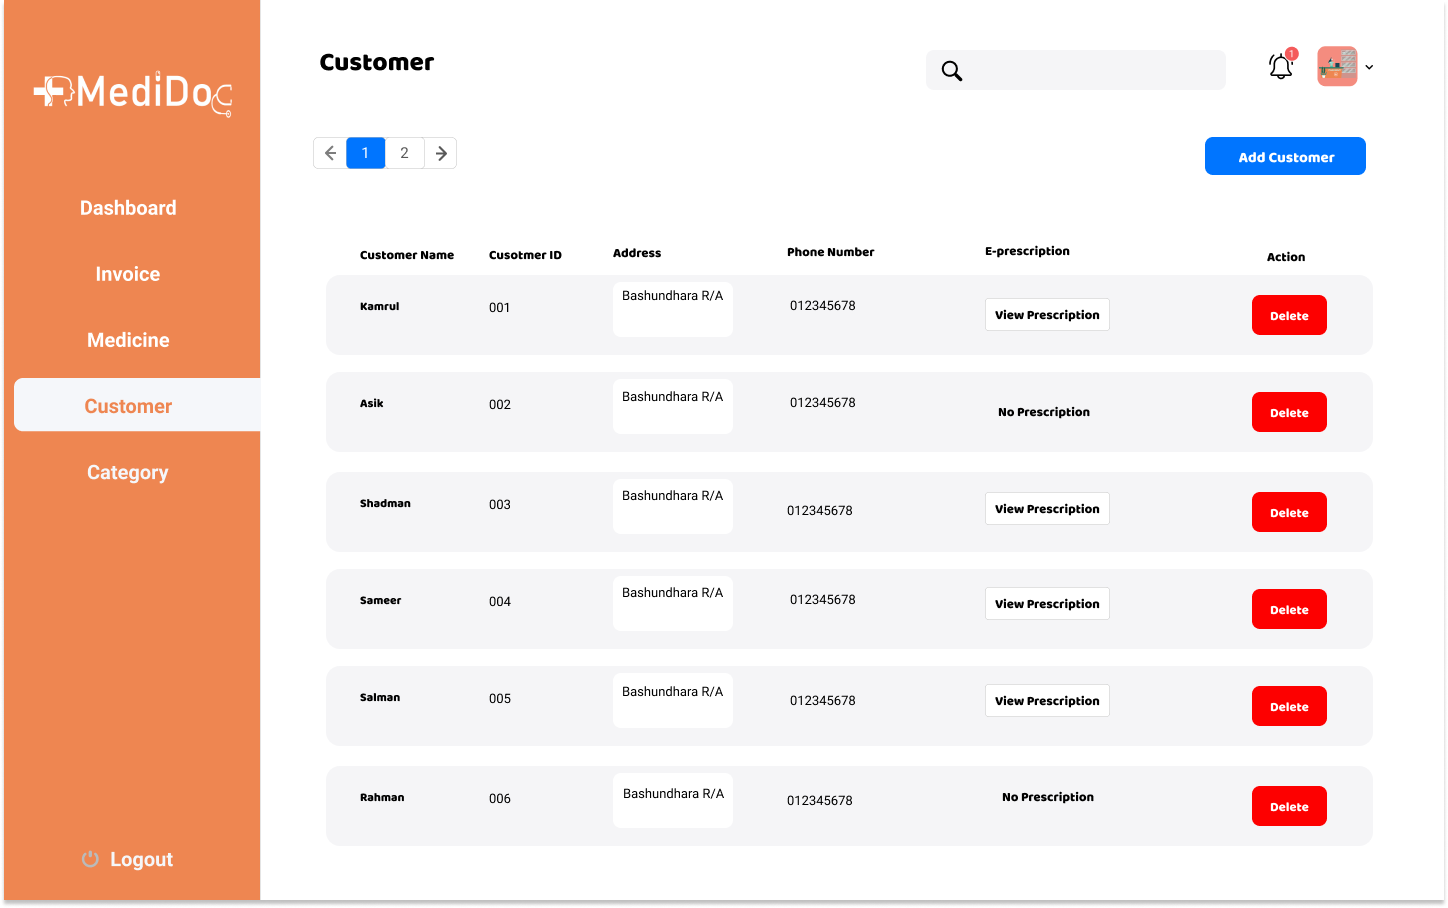 MediDoc
Customer
1
1
2
Add Customer
Dashboard
Invoice
Medicine
Customer
Category
Logout
Customer Name Cusotmer ID Address Phone Number E-prescription Action
Kamrul 001 Bashundhara R/A 012345678 View Prescription Delete
Asik 002 Bashundhara R/A 012345678 No Prescription Delete
Shadman 003 Bashundhara R/A 012345678 View Prescription Delete
Sameer 004 Bashundhara R/A 012345678 View Prescription Delete
Salman 005 Bashundhara R/A 012345678 View Prescription Delete
Rahman 006 Bashundhara R/A 012345678 No Prescription Delete